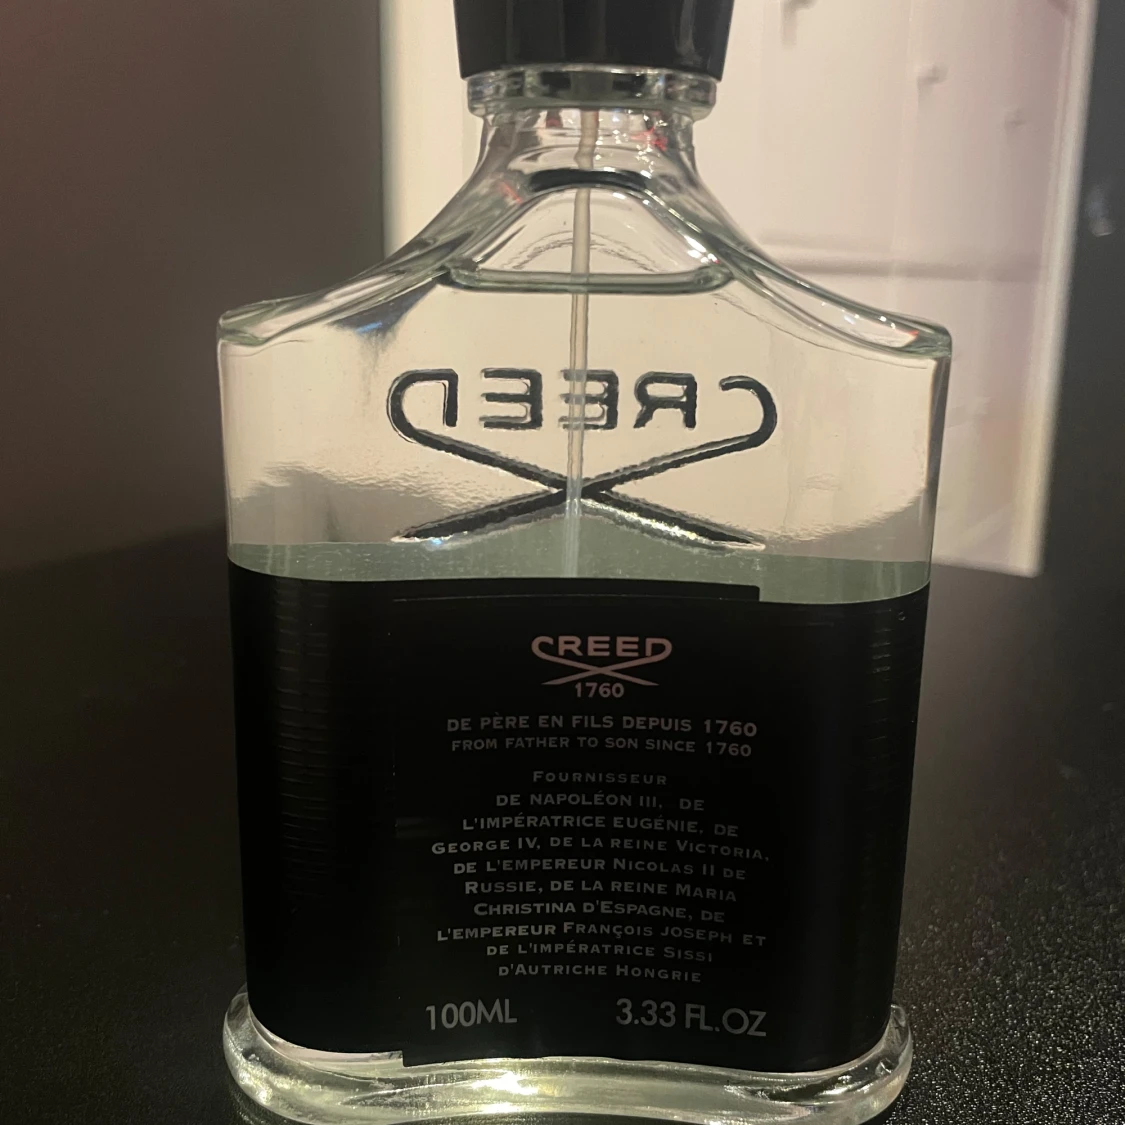 CREED
CREED
1760
DE PÈRE EN FILS DEPUIS 1760
FROM FATHER TO SON SINCE 1760
FOURNISSEUR
DE NAPOLÉON III, DE
L'IMPÉRATRICE EUGÉNIE, DE
GEORGE IV, DE LA REINE VICTORIA,
DE L'EMPEREUR NICOLAS II DE
RUSSIE, DE LA REINE MARIA
CHRISTINA D'ESPAGNE, DE
L'EMPEREUR FRANÇOIS JOSEPH ET
DE L'IMPÉRATRICE SISSI
D'AUTRICHE HONGRIE
100ML 3.33 FL.OZ